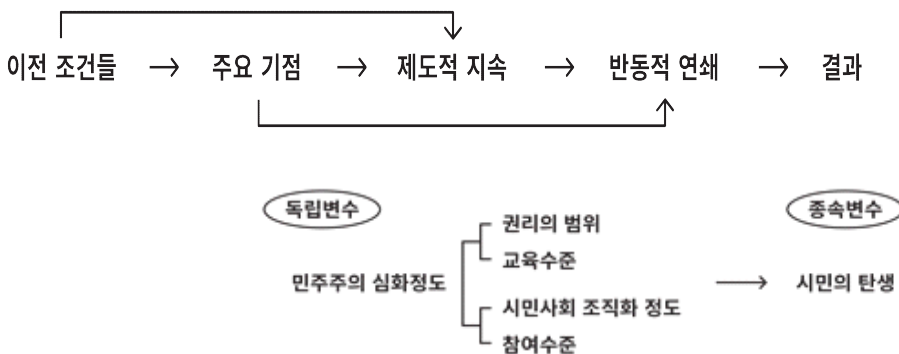 이전 조건들 → 주요 기점 → 제도적 지속 → 반동적 연쇄 → 결과
독립변수 종속변수
권리의 범위
교육수준
민주주의 심화정도 → 시민의 탄생
시민사회 조직화 정도
참여수준